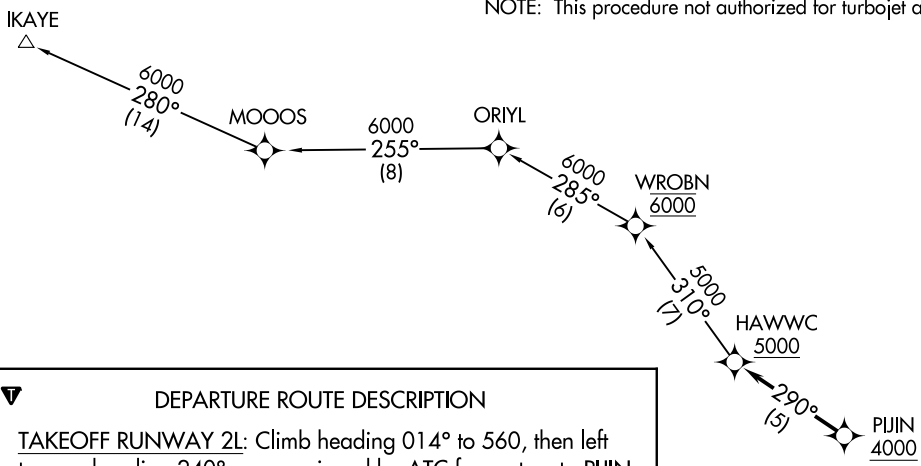 IKAYE
NOTE: This procedure not authorized for turbojet a
6000
280°
(14)
MOOOS
6000
255°
(8)
ORIYL
6000
285°
(6)
WROBN
6000
5000
310°
(7)
HAWWC
5000
290°
(5)
PIJIN
4000
T
DEPARTURE ROUTE DESCRIPTION
TAKEOFF RUNWAY 2L: Climb heading 014° to 560, then left